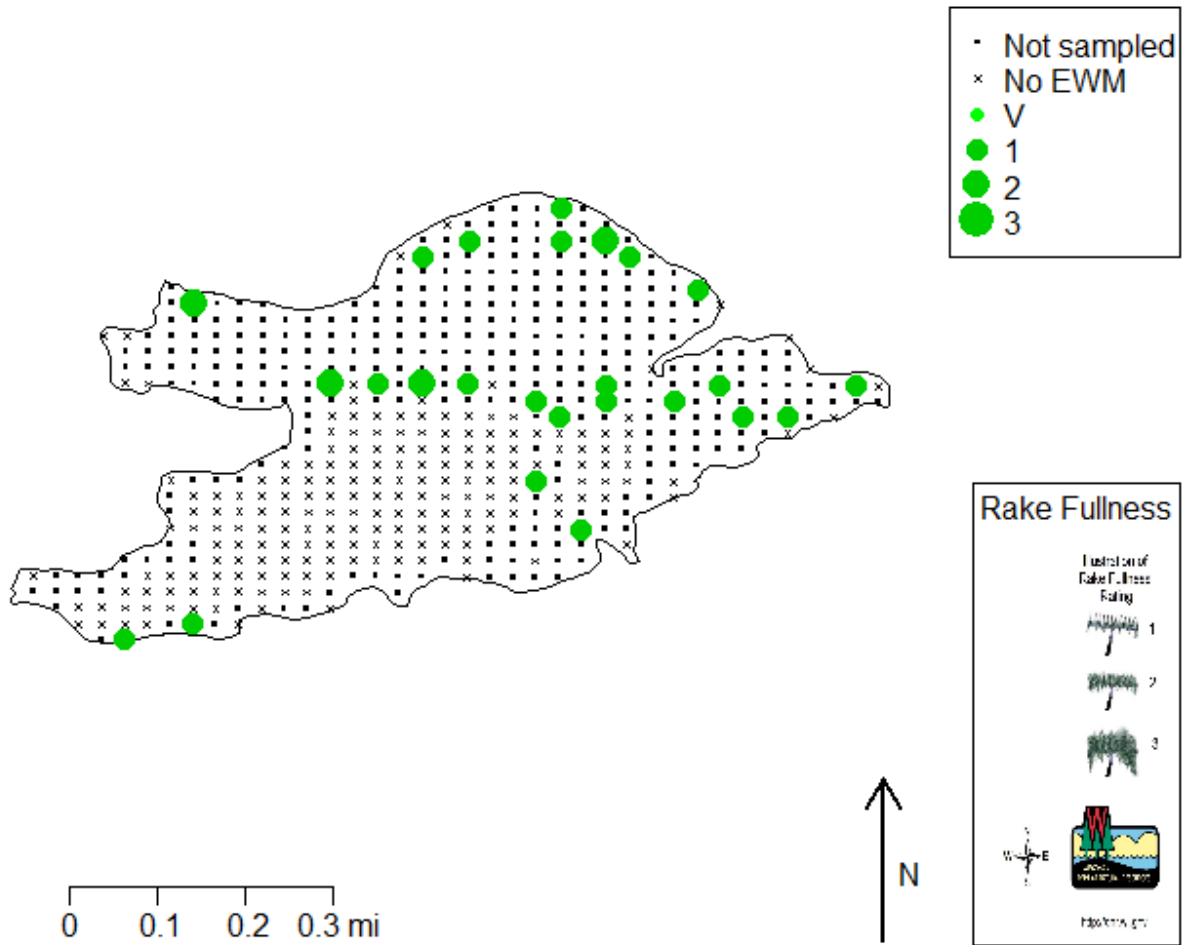 Not sampled
No EWM
V
1
2
3
Rake Fullness
Illustration of
Rake Fullness
Rating
1
2
3
W E
N
0 0.1 0.2 0.3 mi